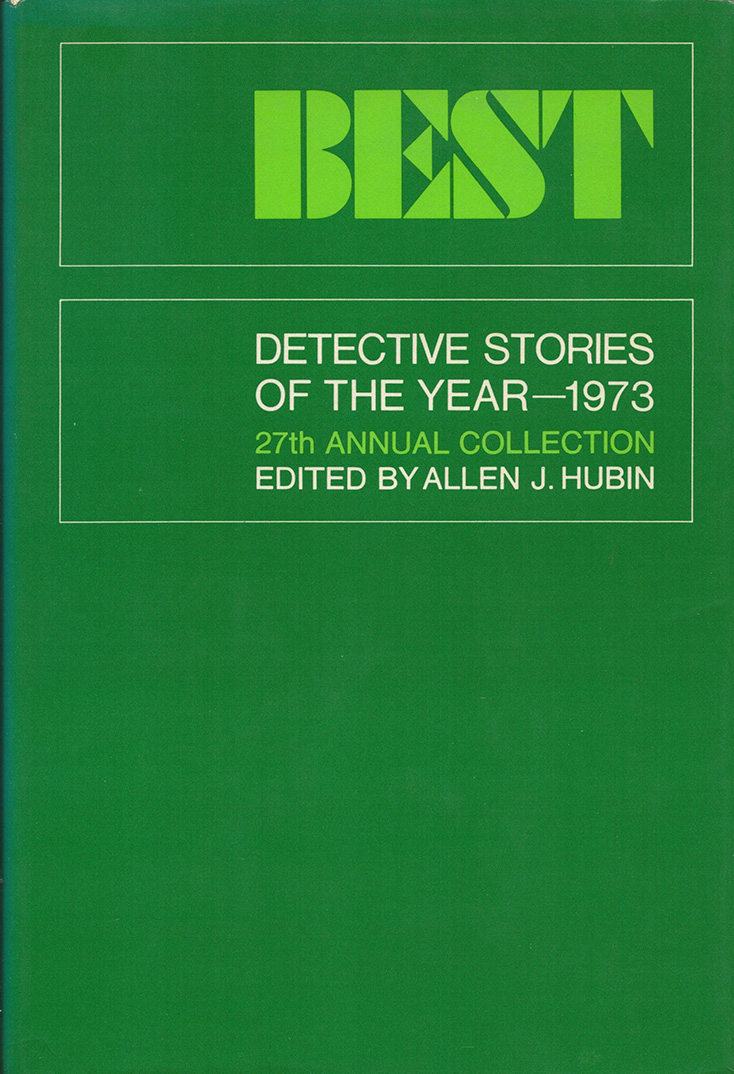 BEST
DETECTIVE STORIES
OF THE YEAR—1973
27th ANNUAL COLLECTION
EDITED BY ALLEN J. HUBIN